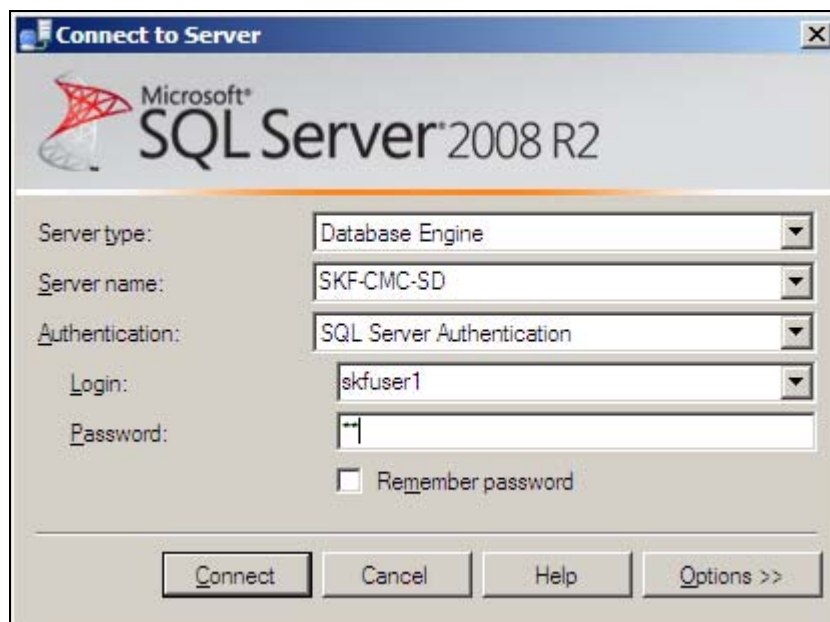 Connect to Server
Microsoft®
SQL Server® 2008 R2
Server type: Database Engine
Server name: SKF-CMC-SD
Authentication: SQL Server Authentication
Login: skfuser1
Password: **
Remember password
Connect Cancel Help Options >>